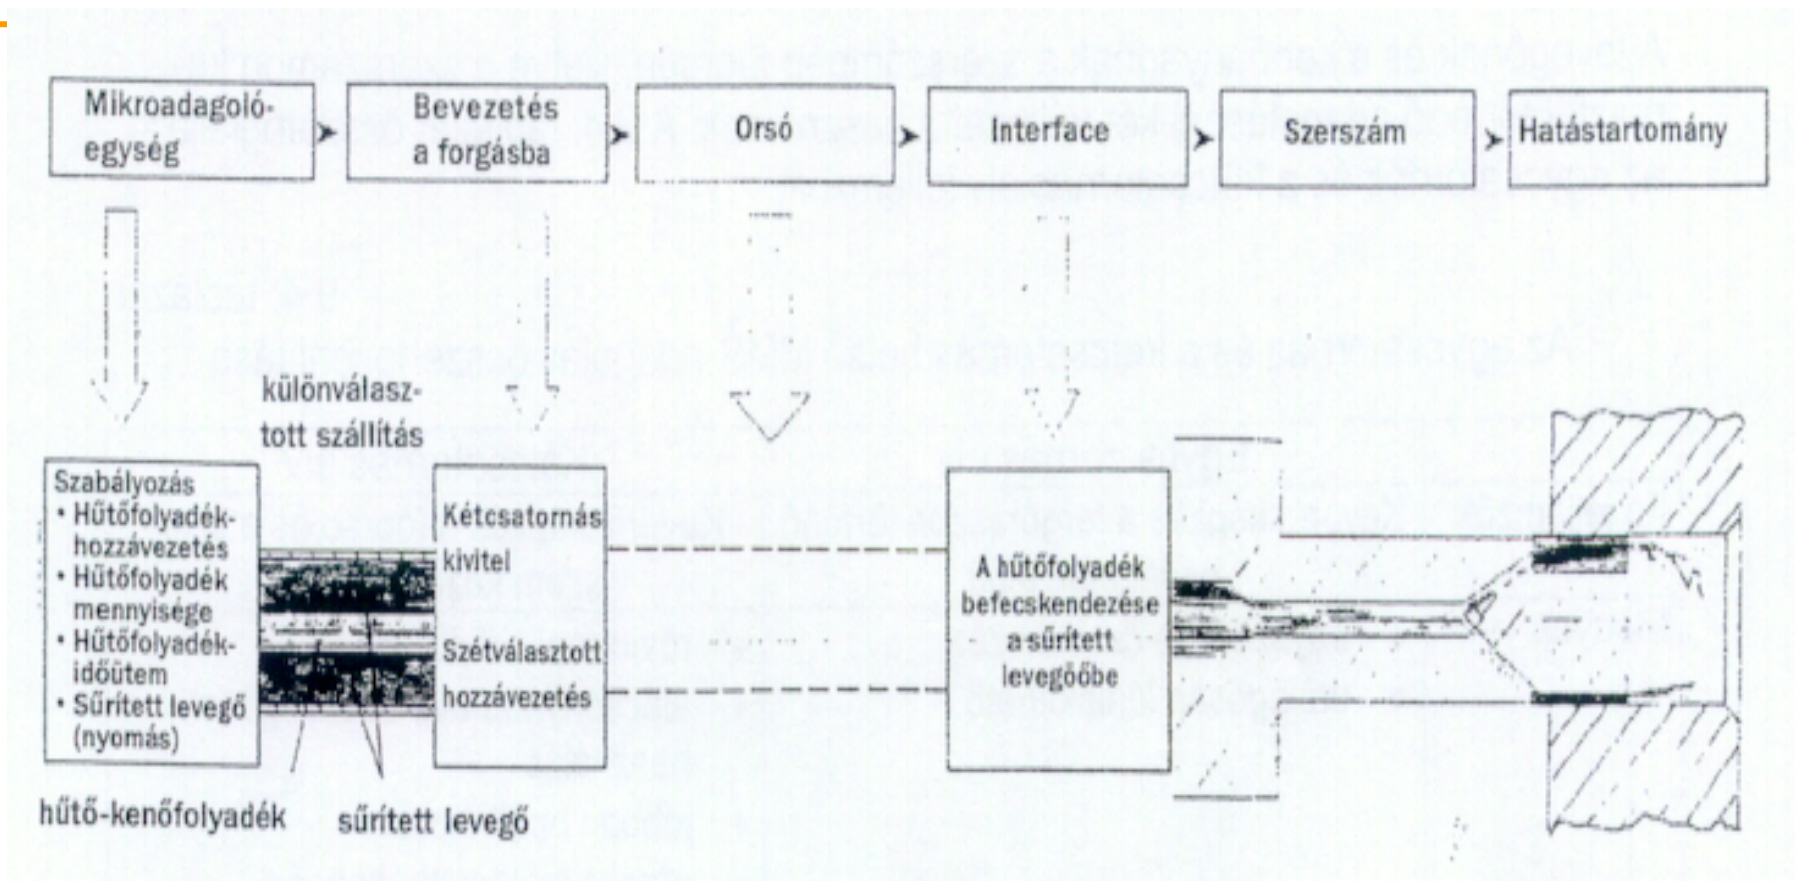 Mikroadagoló-
egység
Bevezetés
a forgásba
Orsó
Interface
Szerszám
Hatástartomány
különválasz-
tott szállítás
Szabályozás
• Hűtőfolyadék-
hozzávezetés
• Hűtőfolyadék
mennyisége
• Hűtőfolyadék-
időütem
• Sűrített levegő
(nyomás)
Kétcsatornás
kivitel
Szétválasztott
hozzávezetés
A hűtőfolyadék
befecskendezése
a sűrített
levegőőbe
hűtő-kenőfolyadék
sűrített levegő